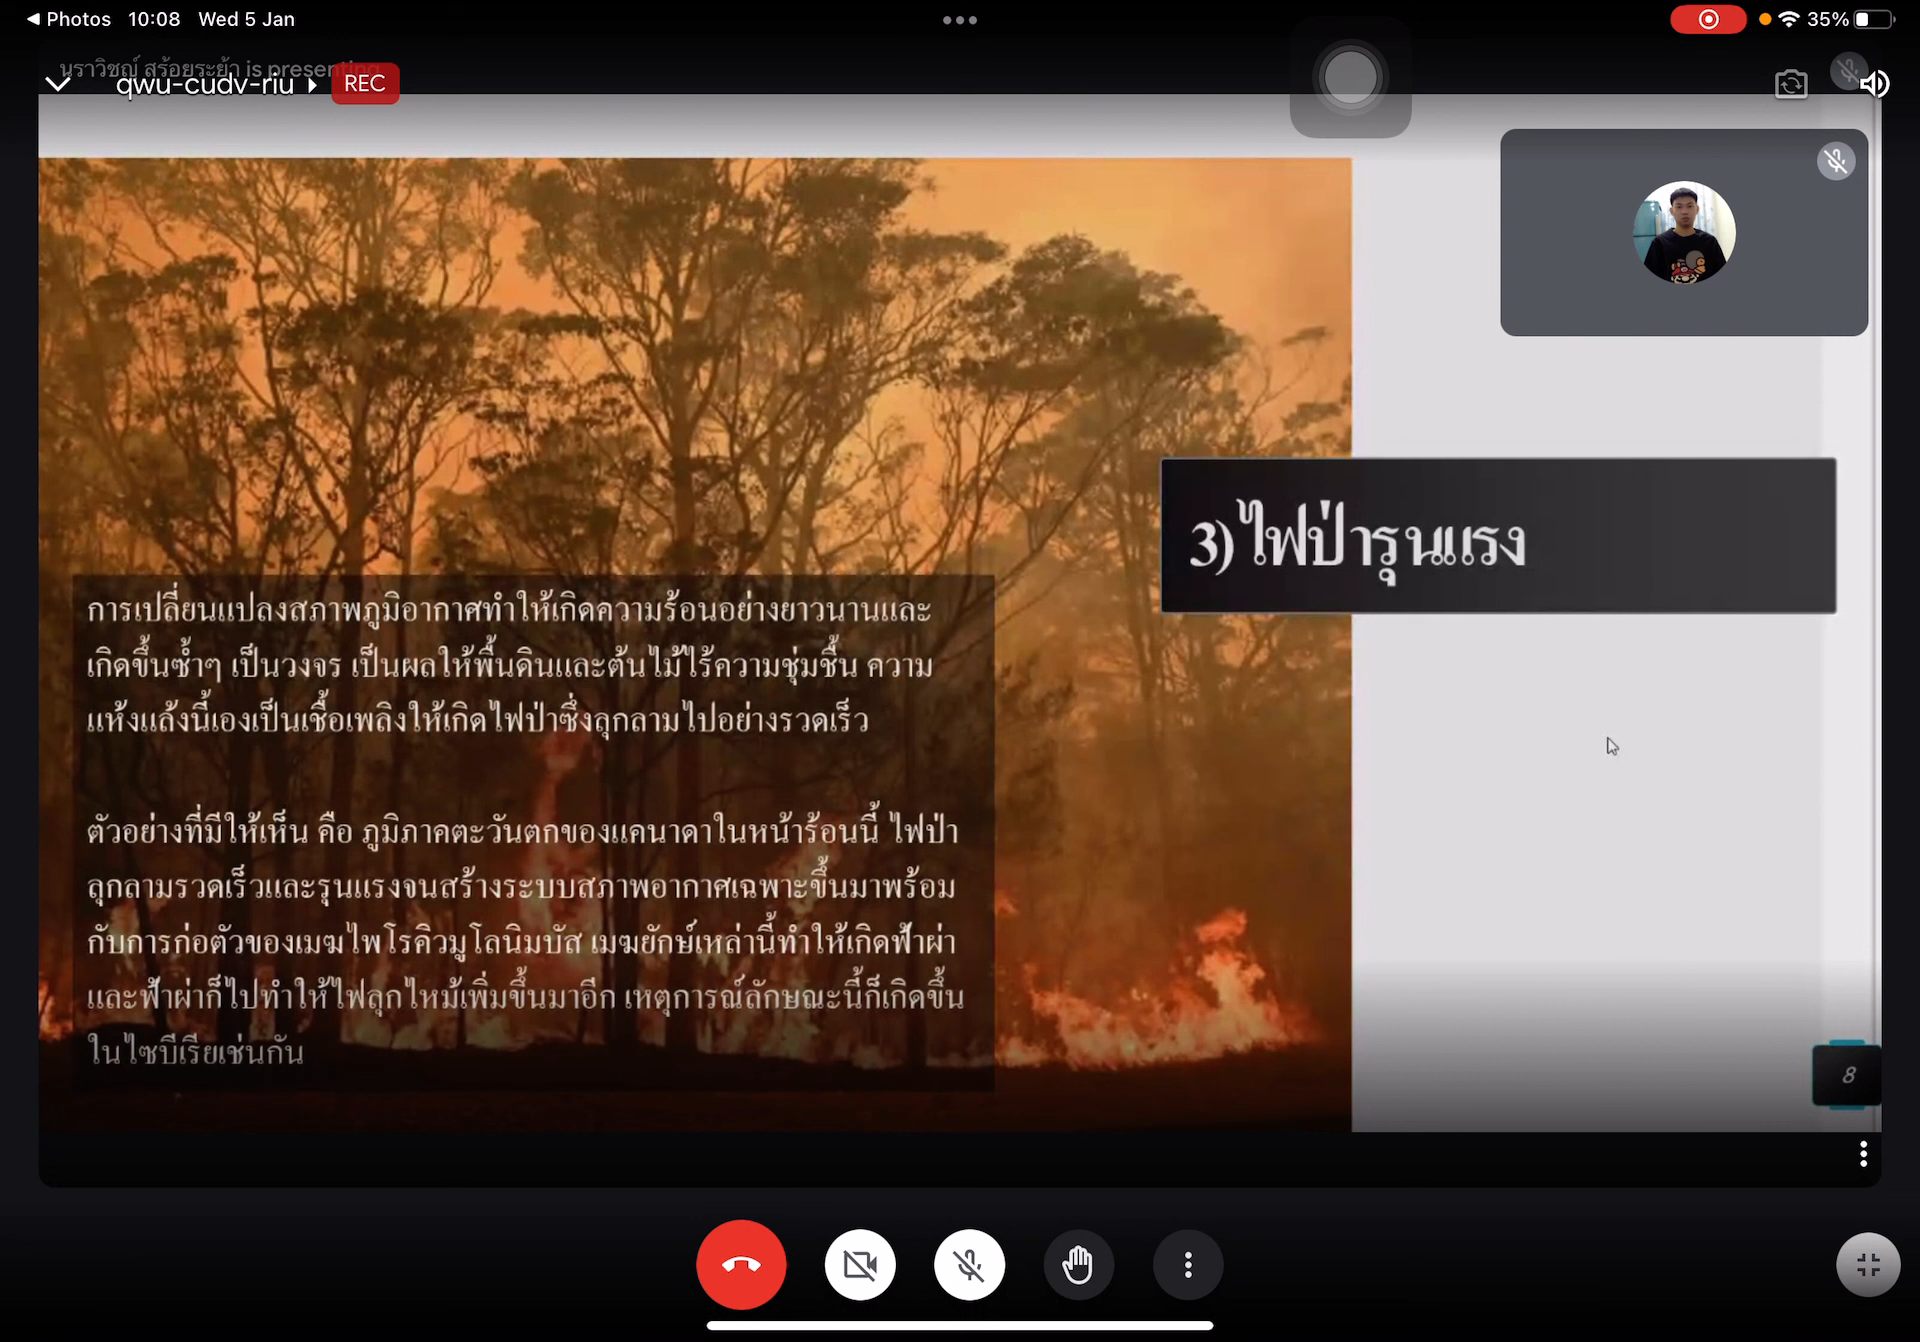 Photos 10:08 Wed 5 Jan
35%
นราวิชญ์ สร้อยระย้า is presenting
qwu-cudv-riu
REC
3) ไฟป่ารุนแรง
การเปลี่ยนแปลงสภาพภูมิอากาศทำให้เกิดความร้อนอย่างยาวนานและ
เกิดขึ้นซ้ำๆ เป็นวงจร เป็นผลให้พื้นดินและต้นไม้ไร้ความชุ่มชื้น ความ
แห้งแล้งนี้เองเป็นเชื้อเพลิงให้เกิดไฟป่าซึ่งลุกลามไปอย่างรวดเร็ว
ตัวอย่างที่มีให้เห็น คือ ภูมิภาคตะวันตกของแคนาดาในหน้าร้อนนี้ ไฟป่า
ลุกลามรวดเร็วและรุนแรงจนสร้างระบบสภาพอากาศเฉพาะขึ้นมาพร้อม
กับการก่อตัวของเมฆไพโรคิวมูโลนิมบัส เมฆยักษ์เหล่านี้ทำให้เกิดฟ้าผ่า
และฟ้าผ่าก็ไปทำให้ไฟลุกไหม้เพิ่มขึ้นมาอีก เหตุการณ์ลักษณะนี้ก็เกิดขึ้น
ในไซบีเรียเช่นกัน
8